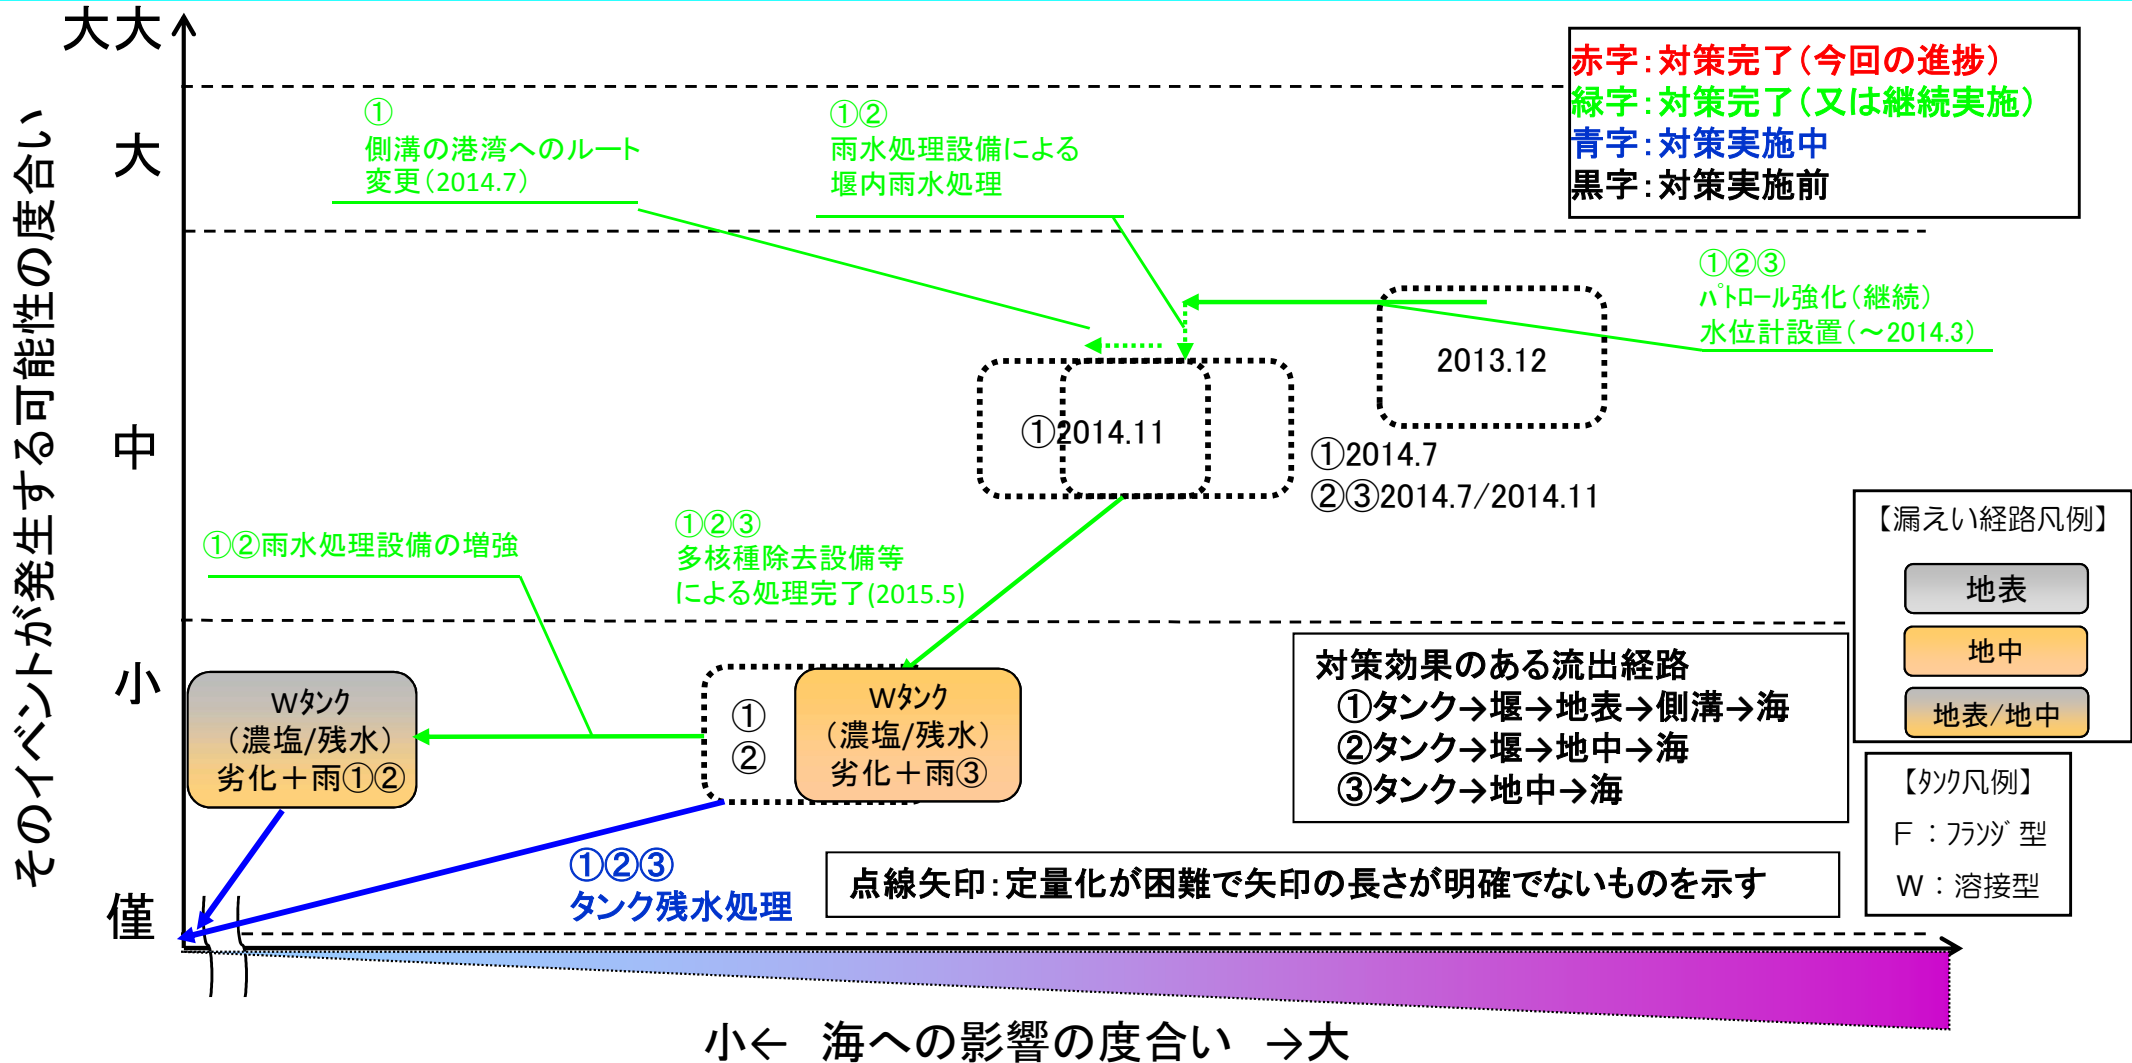 大大
大
中
小
僅
そのイベントが発生する可能性の度合い
赤字：対策完了（今回の進捗）
緑字：対策完了（又は継続実施）
青字：対策実施中
黒字：対策実施前
①
側溝の港湾へのルート
変更（2014.7）
①②
雨水処理設備による
堰内雨水処理
①②③
ﾊﾟﾄﾛｰﾙ強化（継続）
水位計設置（～2014.3）
2013.12
①2014.11
①2014.7
②③2014.7/2014.11
①②雨水処理設備の増強
①②③
多核種除去設備等
による処理完了(2015.5)
【漏えい経路凡例】
地表
地中
地表/地中
対策効果のある流出経路
①タンク→堰→地表→側溝→海
②タンク→堰→地中→海
③タンク→地中→海
Wﾀﾝｸ
（濃塩/残水）
劣化＋雨①②
①
②
Wﾀﾝｸ
（濃塩/残水）
劣化＋雨③
【ﾀﾝｸ凡例】
F：ﾌﾗﾝｼﾞ型
W：溶接型
①②③
タンク残水処理
点線矢印：定量化が困難で矢印の長さが明確でないものを示す
小← 海への影響の度合い →大